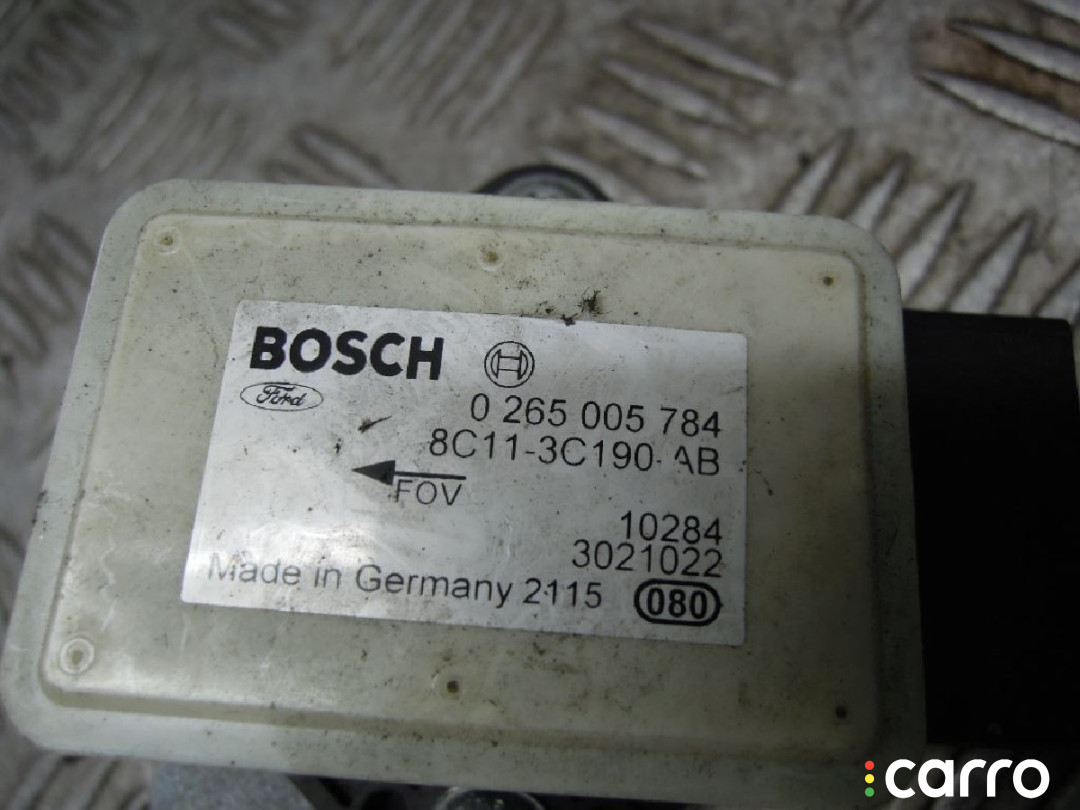 BOSCH
Ford
0 265 005 784
8C11-3C190-AB
FOV
10284
3021022
Made in Germany 2115
080
carro